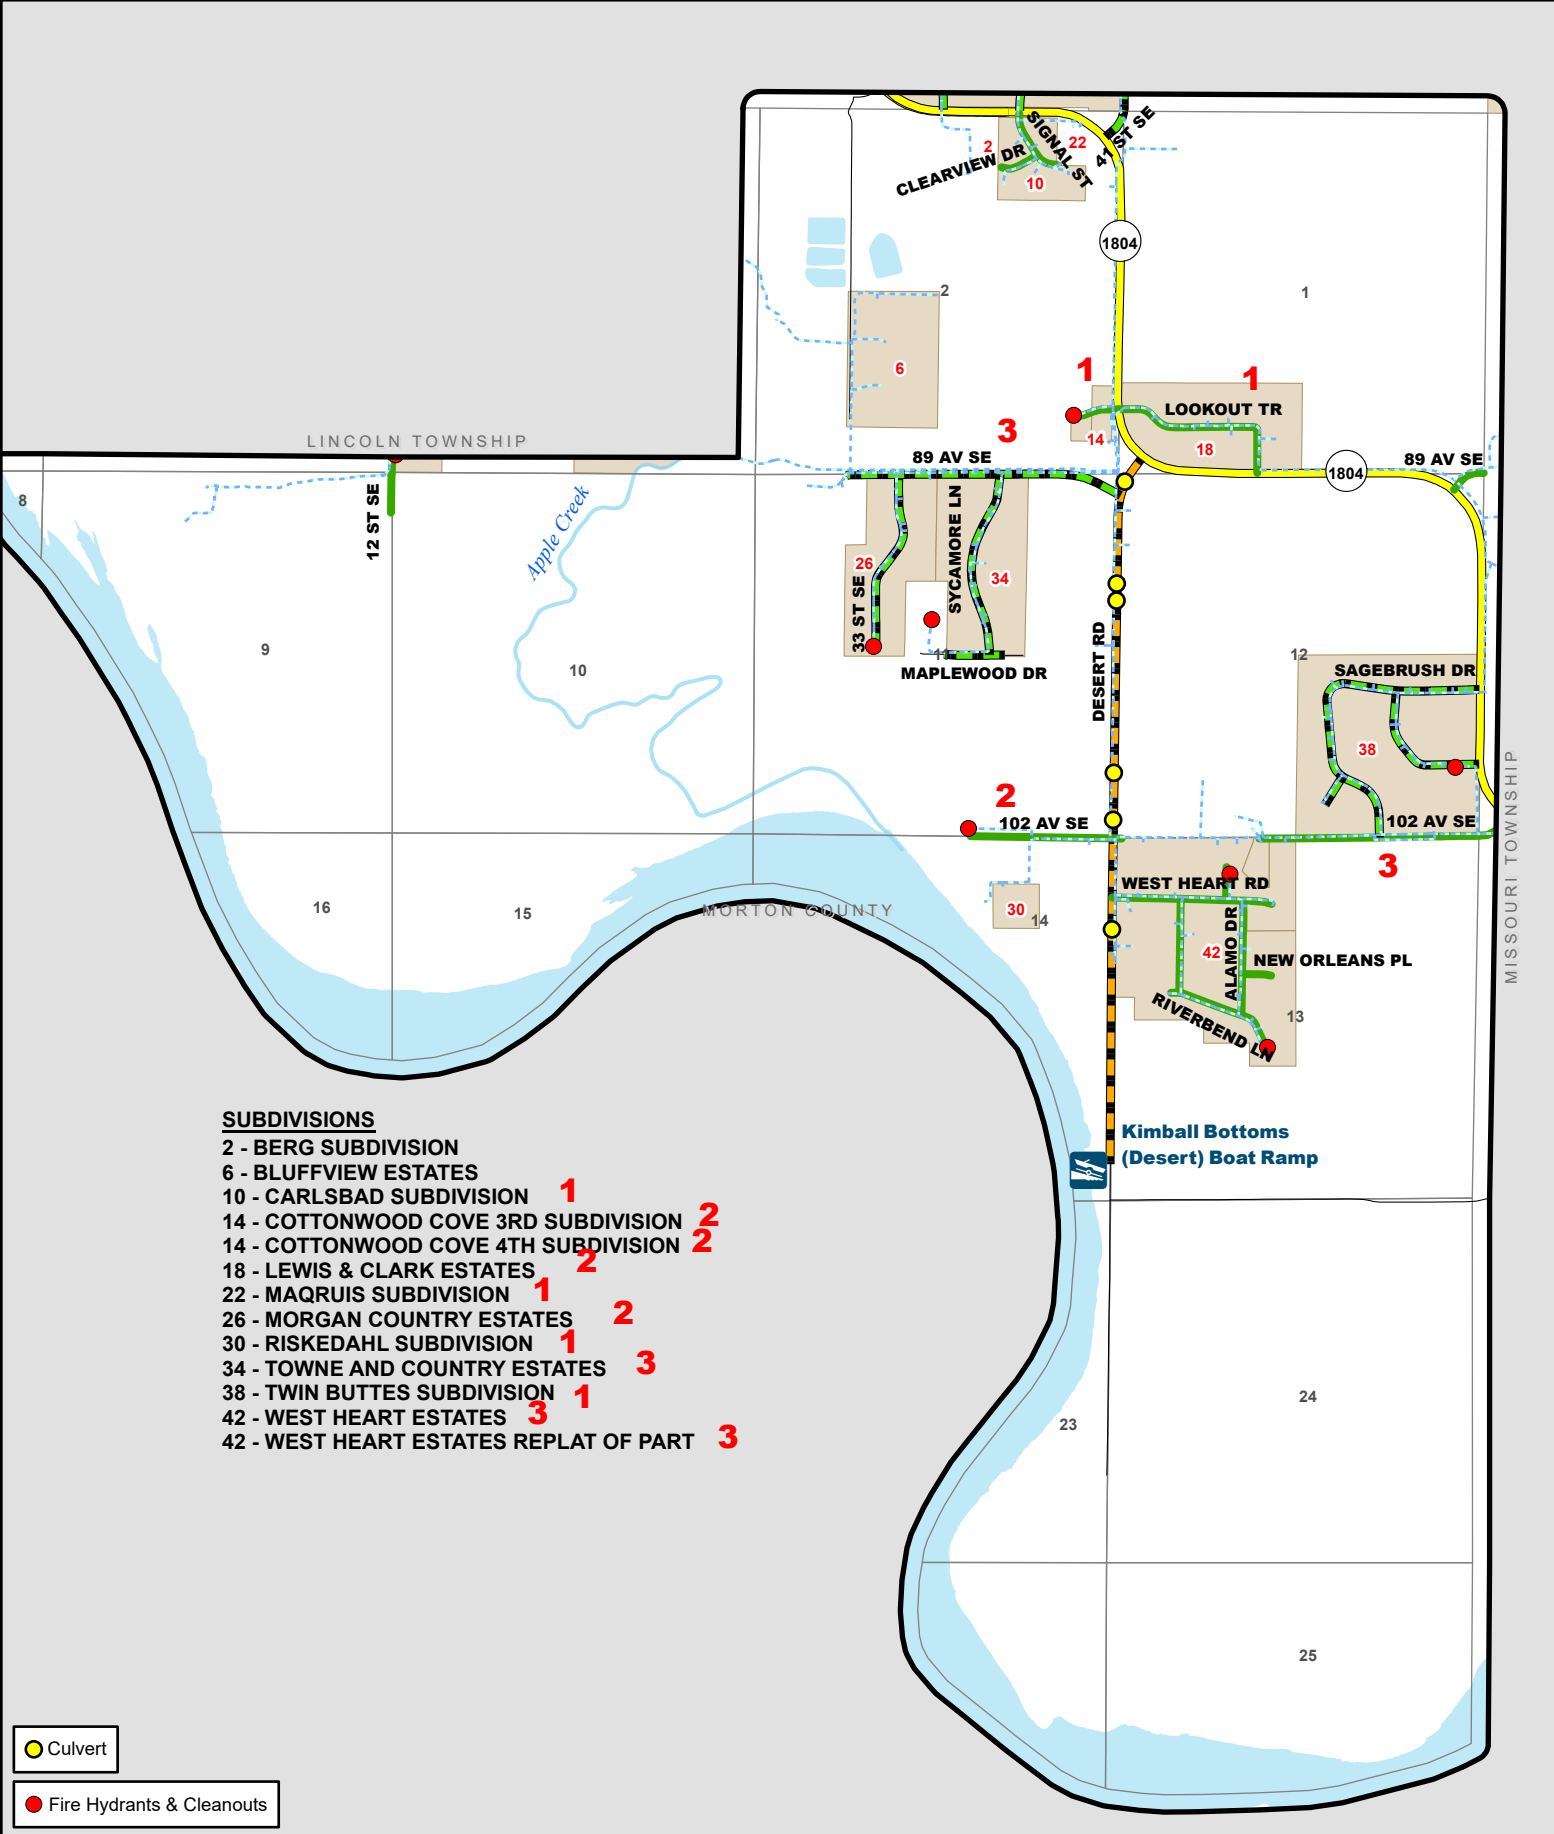 41 ST SE
SIGNAL ST
2
22
CLEARVIEW DR
10
1804
2
1
6
1
1
LOOKOUT TR
14
18
3
89 AV SE
1804
89 AV SE
LINCOLN TOWNSHIP
8
12 ST SE
Apple Creek
SYCAMORE LN
26
34
33 ST SE
11
MAPLEWOOD DR
DESERT RD
9
10
12
SAGEBRUSH DR
38
MISSOURI TOWNSHIP
2
102 AV SE
102 AV SE
3
WEST HEART RD
16
15
MORTON COUNTY
30
14
42
ALAMO DR
NEW ORLEANS PL
RIVERBEND LN
13
Kimball Bottoms
(Desert) Boat Ramp
SUBDIVISIONS
2 - BERG SUBDIVISION
6 - BLUFFVIEW ESTATES
10 - CARLSBAD SUBDIVISION 1
14 - COTTONWOOD COVE 3RD SUBDIVISION 2
14 - COTTONWOOD COVE 4TH SUBDIVISION 2
18 - LEWIS & CLARK ESTATES 2
22 - MAQRUIS SUBDIVISION 1
26 - MORGAN COUNTRY ESTATES 2
30 - RISKEDAHL SUBDIVISION 1
34 - TOWNE AND COUNTRY ESTATES 3
38 - TWIN BUTTES SUBDIVISION 1
42 - WEST HEART ESTATES 3
42 - WEST HEART ESTATES REPLAT OF PART 3
23
24
25
Culvert
Fire Hydrants & Cleanouts